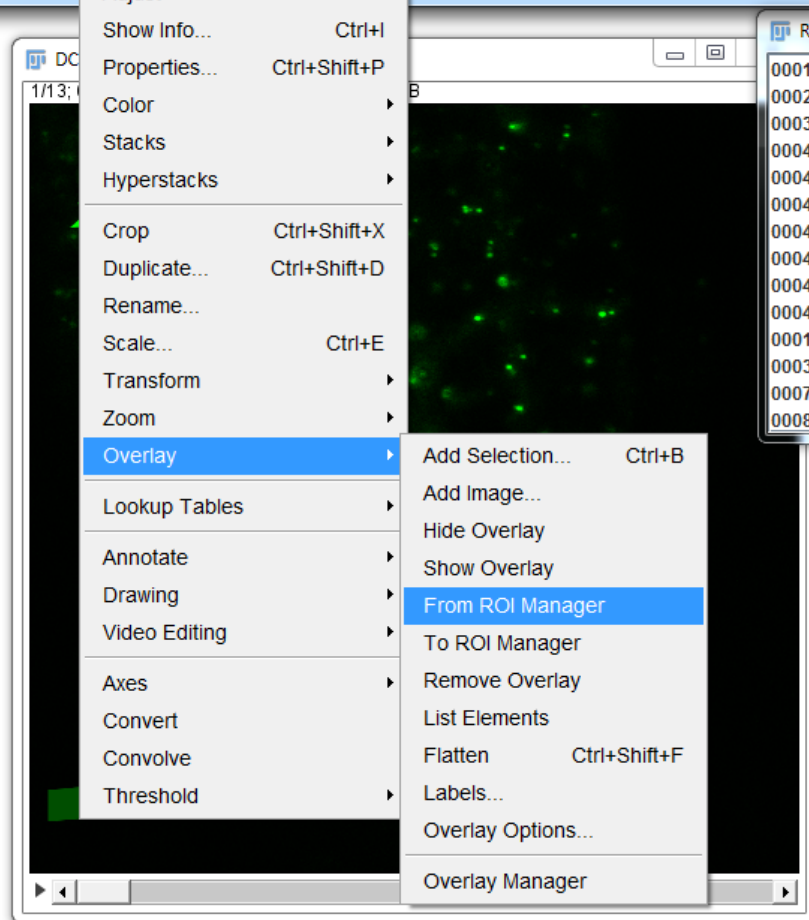 Show Info... Ctrl+I
DC
R
Properties... Ctrl+Shift+P
1/13;
B
Color
Stacks
Hyperstacks
Crop Ctrl+Shift+X
Duplicate... Ctrl+Shift+D
Rename...
Scale... Ctrl+E
Transform
Zoom
Overlay
Lookup Tables
Annotate
Drawing
Video Editing
Axes
Convert
Convolve
Threshold
Add Selection... Ctrl+B
Add Image...
Hide Overlay
Show Overlay
From ROI Manager
To ROI Manager
Remove Overlay
List Elements
Flatten Ctrl+Shift+F
Labels...
Overlay Options...
Overlay Manager
0001
0002
0003
0004
0004
0004
0004
0004
0004
0004
0001
0003
0007
0008